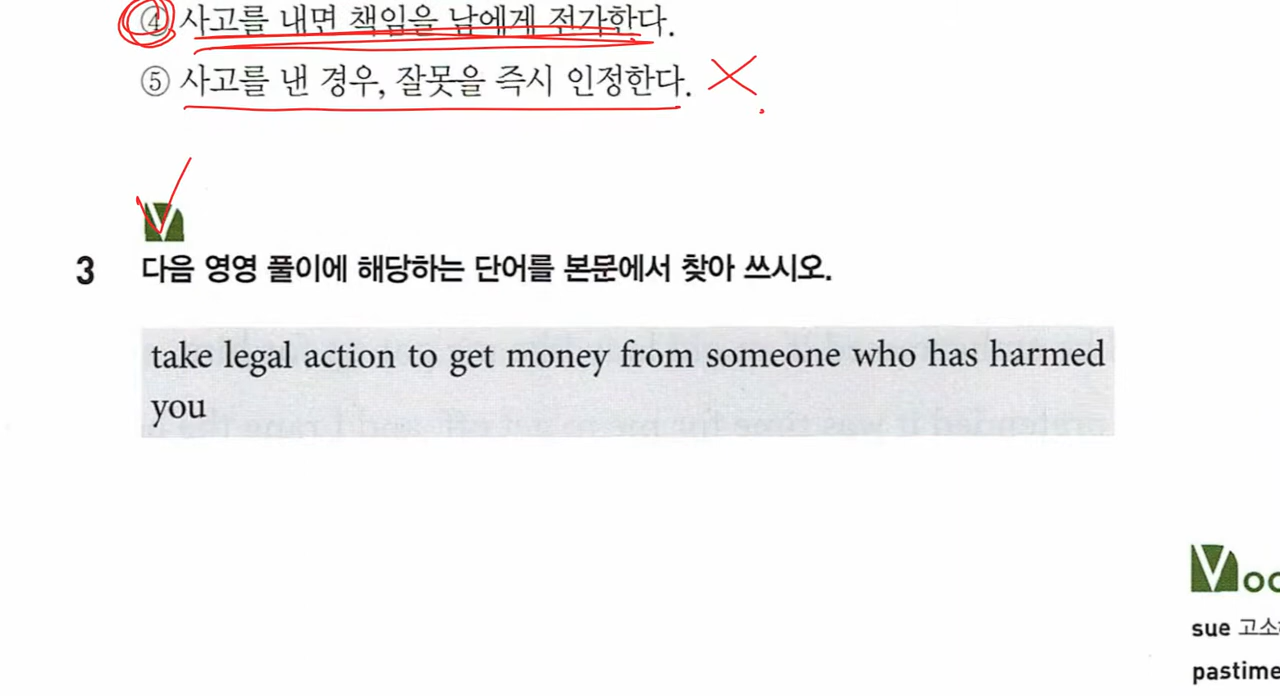 ④ 사고를 내면 책임을 남에게 전가한다.
⑤ 사고를 낸 경우, 잘못을 즉시 인정한다.
V
3 다음 영영 풀이에 해당하는 단어를 본문에서 찾아 쓰시오.
take legal action to get money from someone who has harmed
you
Voc
sue 고소
pastime